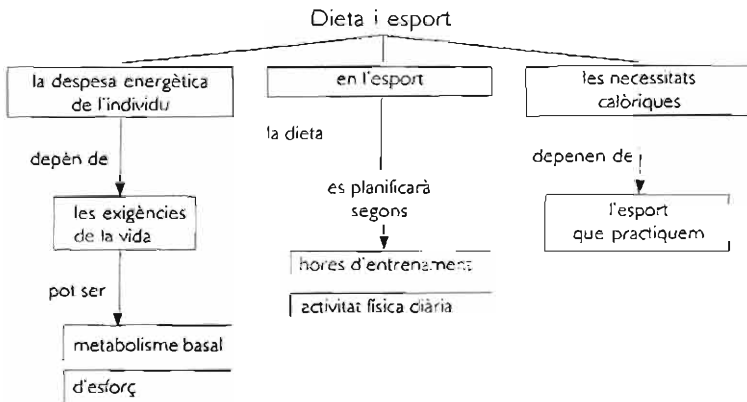 Dieta i esport
la despesa energètica
de l'individu
depèn de
les exigències
de la vida
pot ser
metabolisme basal
d'esforç
en l'esport
la dieta
es planificarà
segons
hores d'entrenament
activitat física diària
les necessitats
calòriques
depenen de
l'esport
que practiquem